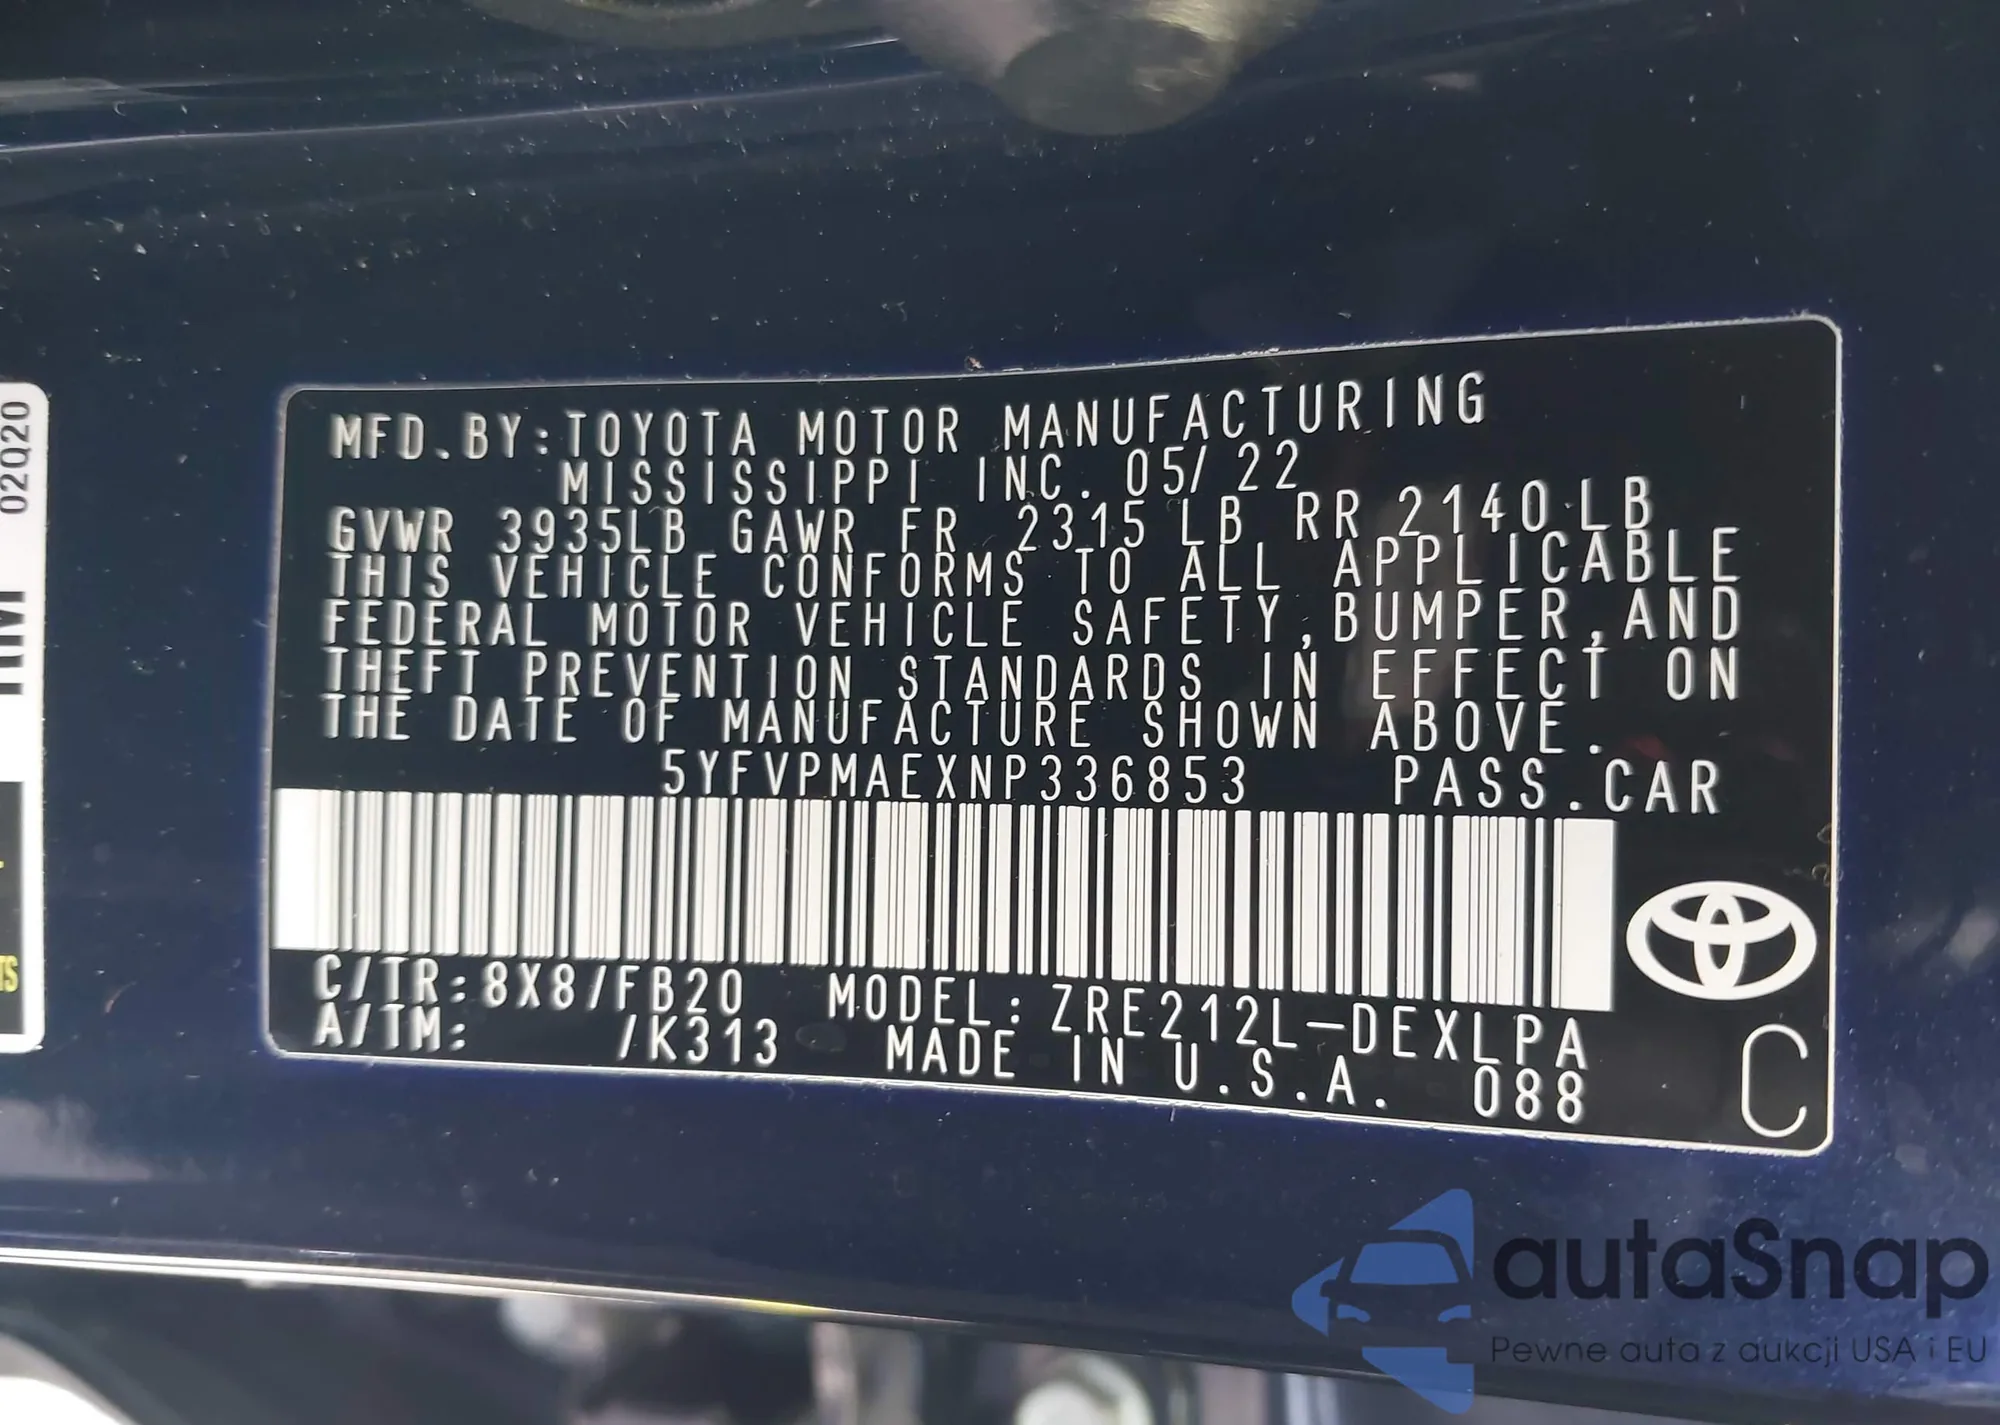 MFD.BY:TOYOTA MOTOR MANUFACTURING
MISSISSIPPI INC. 05/22
GVWR 3935LB GAWR FR 2315 LB RR 2140LB
THIS VEHICLE CONFORMS TO ALL APPLICABLE
FEDERAL MOTOR VEHICLE SAFETY,BUMPER,AND
THEFT PREVENTION STANDARDS IN EFFECT ON
THE DATE OF MANUFACTURE SHOWN ABOVE.
5YFVPMAEXNP336853 PASS.CAR
C/TR:8X8/FB20 MODEL:ZRE212L-DEXLPA
A/TM: /K313 MADE IN U.S.A. 088
C
02Q20
autaSnap
Pewne auta z aukcji USA i EU